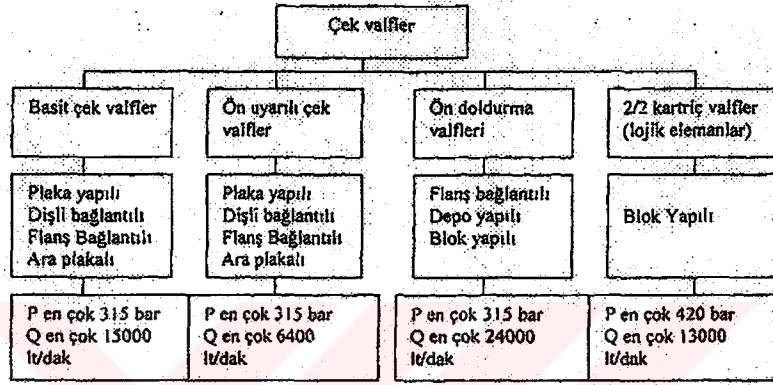 Çek valfler
Basit çek valfler
Ön uyarılı çek
valfler
Ön doldurma
valfleri
2/2 kartriç valfler
(lojik elemanlar)
Plaka yapılı
Dişli bağlantılı
Flanş Bağlantılı
Ara plakalı
Plaka yapılı
Dişli bağlantılı
Flanş Bağlantılı
Ara plakalı
Flanş bağlantılı
Depo yapılı
Blok yapılı
Blok Yapılı
P en çok 315 bar
Q en çok 15000
lt/dak
P en çok 315 bar
Q en çok 6400
lt/dak
P en çok 315 bar
Q en çok 24000
lt/dak
P en çok 420 bar
Q en çok 13000
lt/dak